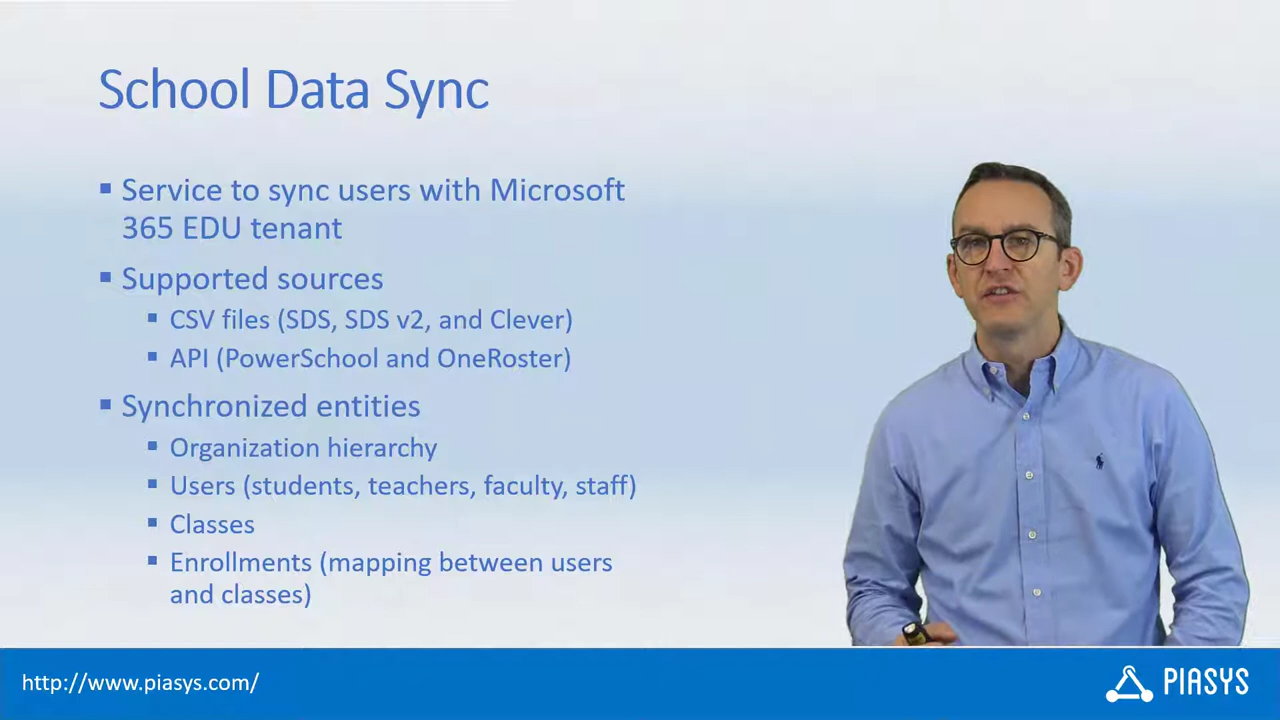 School Data Sync
▪ Service to sync users with Microsoft
365 EDU tenant
▪ Supported sources
▪ CSV files (SDS, SDS v2, and Clever)
▪ API (PowerSchool and OneRoster)
▪ Synchronized entities
▪ Organization hierarchy
▪ Users (students, teachers, faculty, staff)
▪ Classes
▪ Enrollments (mapping between users
and classes)
http://www.piasys.com/
PIASYS